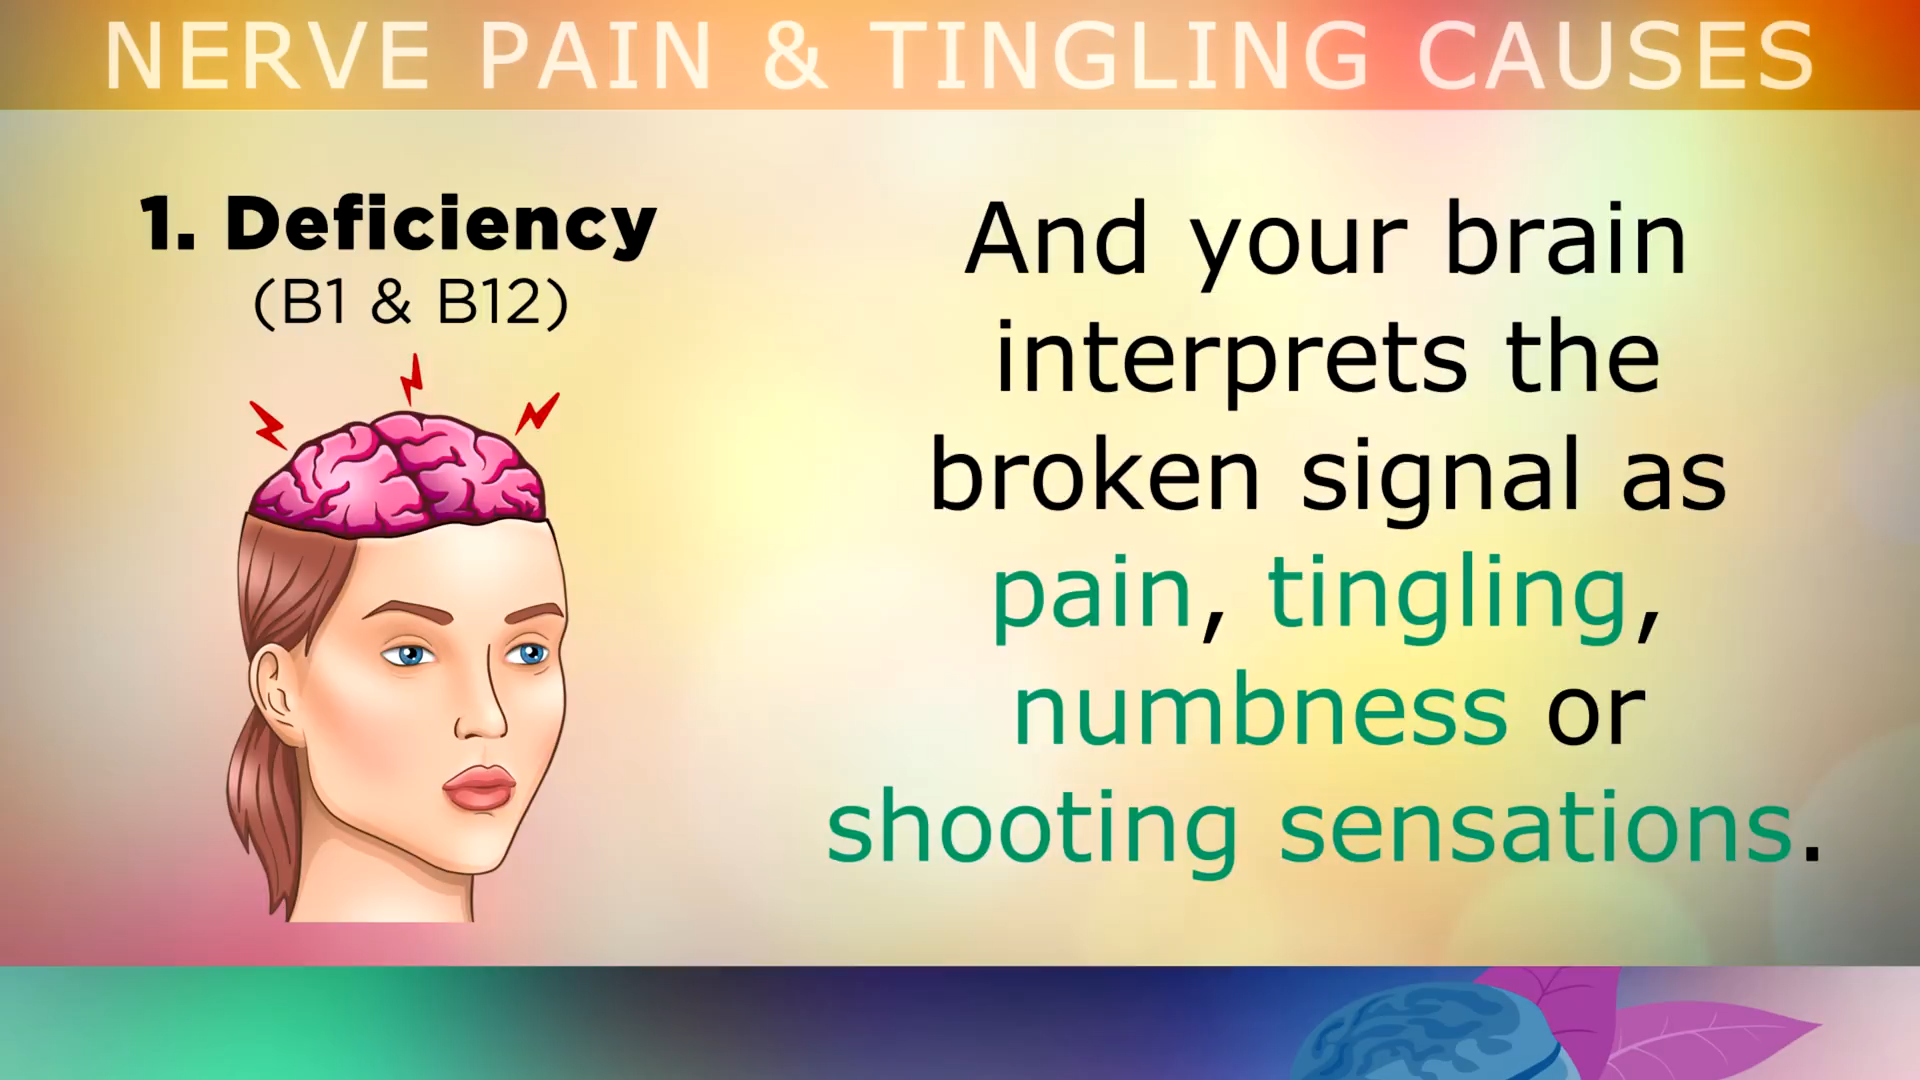 NERVE PAIN & TINGLING CAUSES
1. Deficiency
(B1 & B12)
And your brain
interprets the
broken signal as
pain, tingling,
numbness or
shooting sensations.